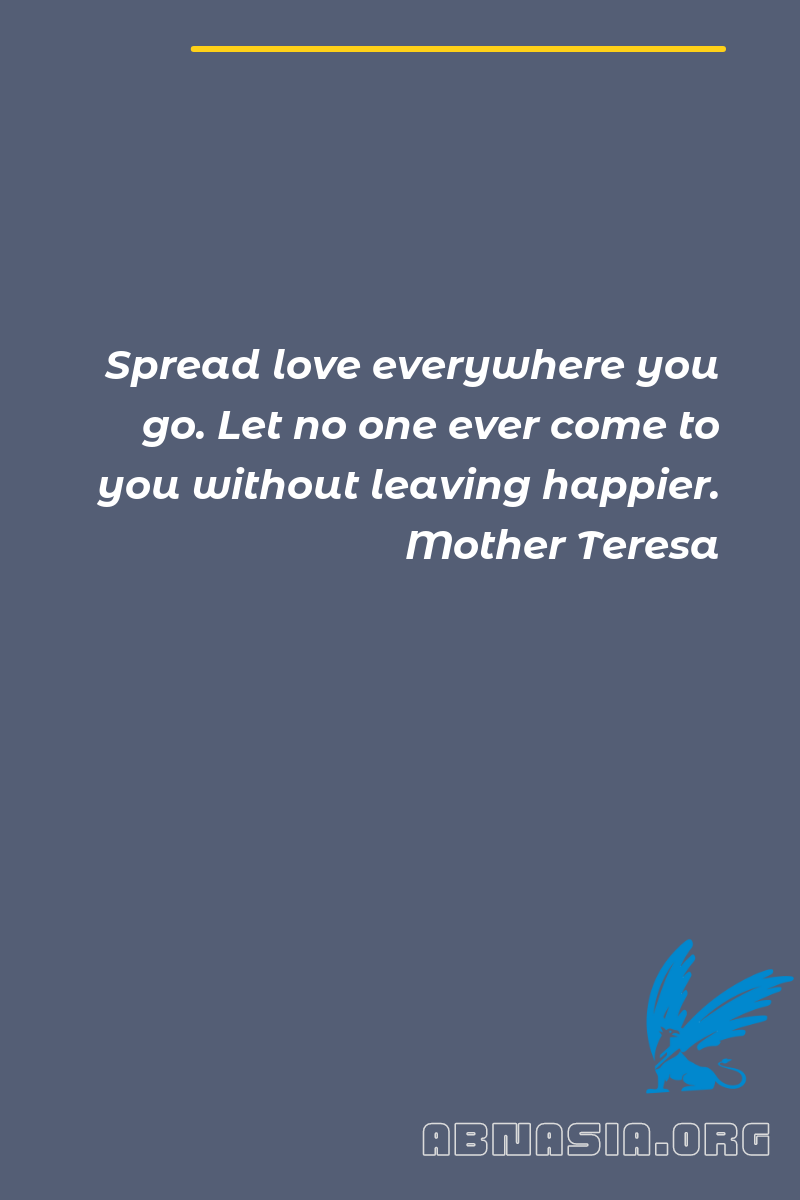 Spread love everywhere you
go. Let no one ever come to
you without leaving happier.
Mother Teresa
ABNASIA.ORG